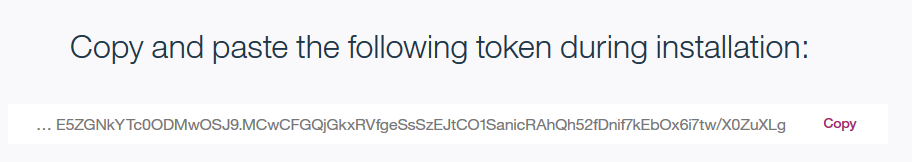 Copy and paste the following token during installation:
... E5ZGNkYTc0ODMwOSJ9.MCwCFGQjGkxRVfgeSsSzEJtCO1SanicRAhQh52fDnif7kEbOx6i7tw/X0ZuXLg Copy